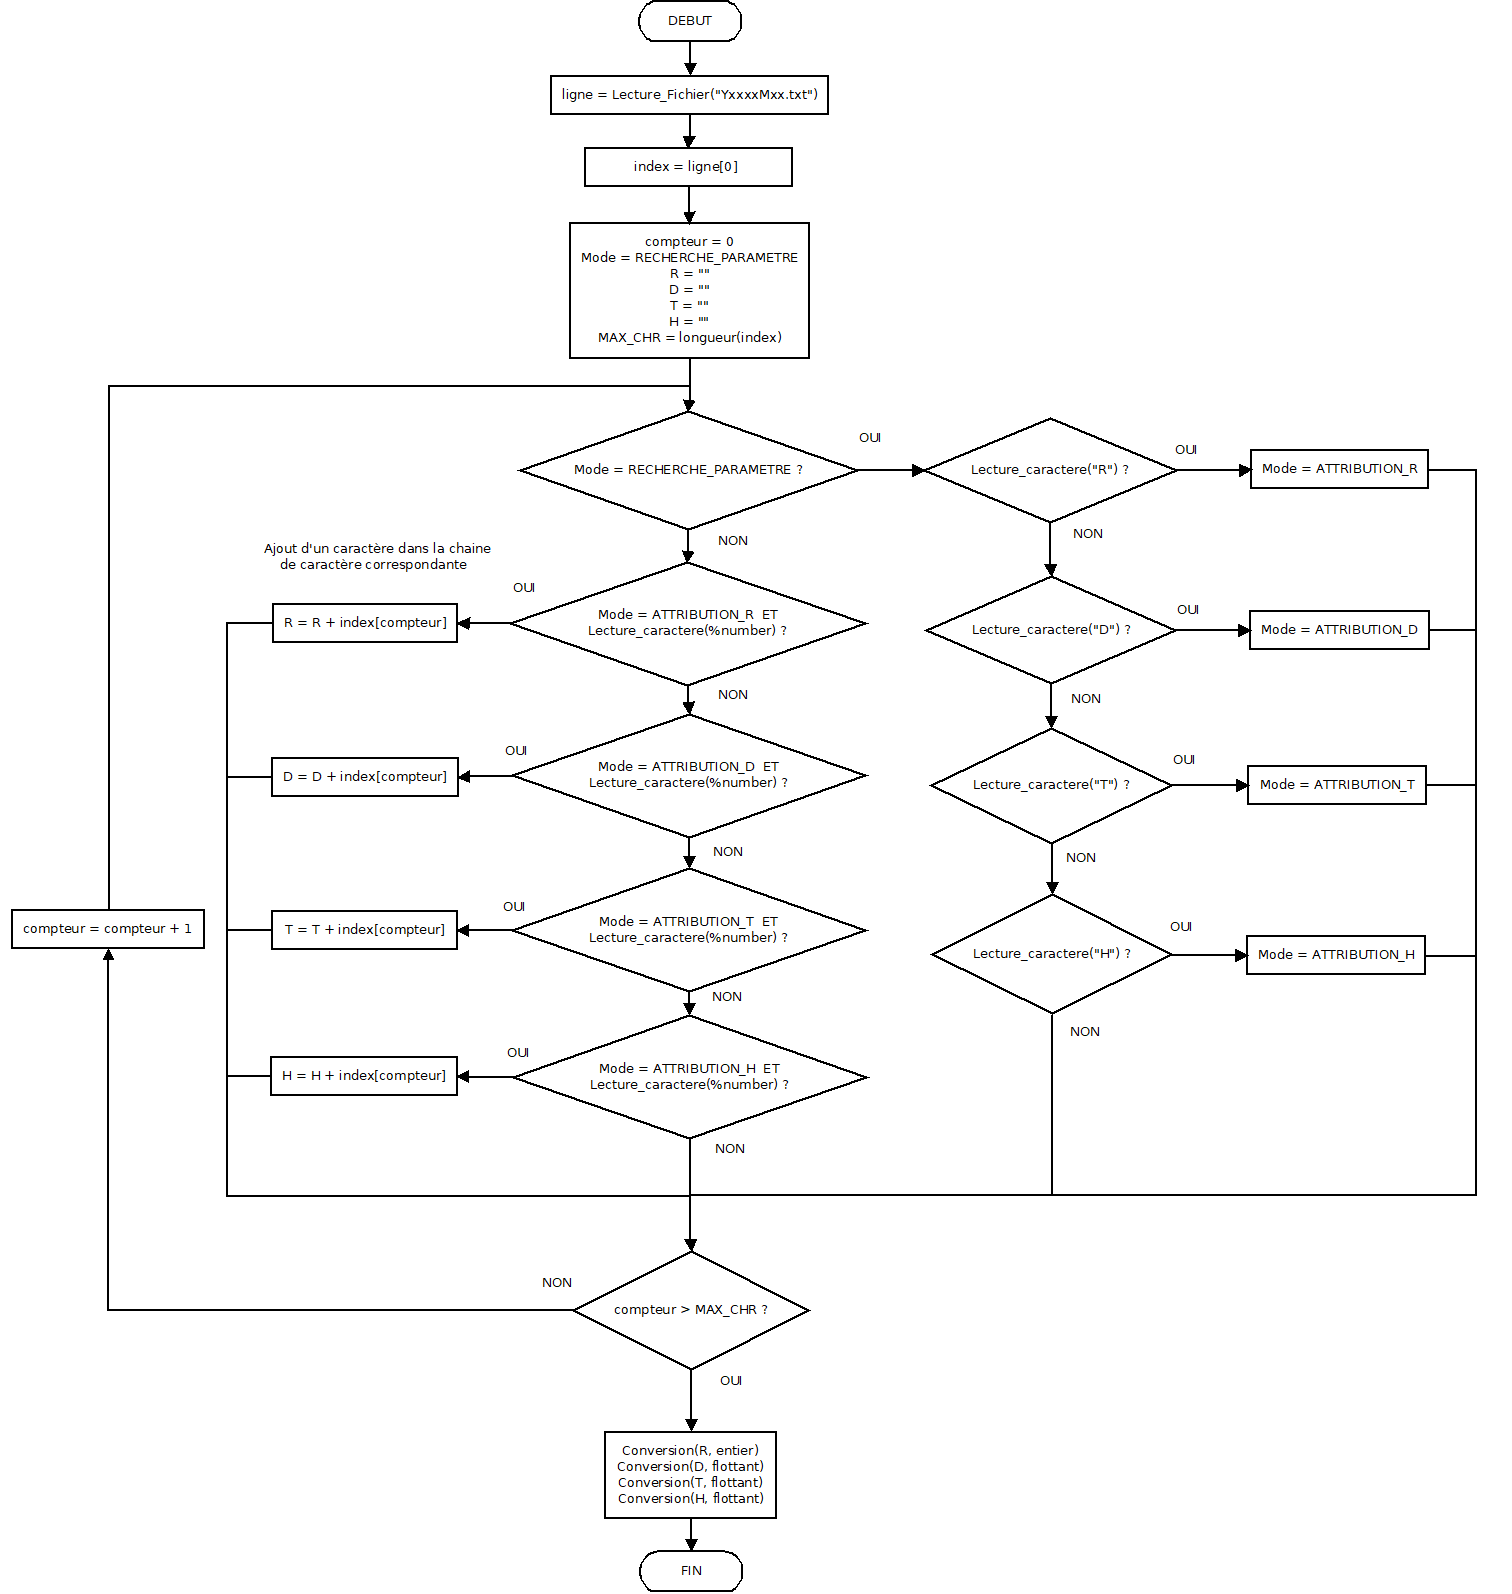 DEBUT
ligne = Lecture_Fichier("YxxxxMxx.txt")
index = ligne[0]
compteur = 0
Mode = RECHERCHE_PARAMETRE
R = ""
D = ""
T = ""
H = ""
MAX_CHR = longueur(index)
Mode = RECHERCHE_PARAMETRE ?
OUI
Lecture_caractere("R") ?
OUI
Mode = ATTRIBUTION_R
NON
NON
Ajout d'un caractère dans la chaine
de caractère correspondante
OUI
R = R + index[compteur]
Mode = ATTRIBUTION_R ET
Lecture_caractere(%number) ?
Lecture_caractere("D") ?
OUI
Mode = ATTRIBUTION_D
NON
NON
OUI
D = D + index[compteur]
Mode = ATTRIBUTION_D ET
Lecture_caractere(%number) ?
Lecture_caractere("T") ?
OUI
Mode = ATTRIBUTION_T
NON
NON
OUI
compteur = compteur + 1
T = T + index[compteur]
Mode = ATTRIBUTION_T ET
Lecture_caractere(%number) ?
Lecture_caractere("H") ?
OUI
Mode = ATTRIBUTION_H
NON
NON
OUI
H = H + index[compteur]
Mode = ATTRIBUTION_H ET
Lecture_caractere(%number) ?
NON
NON
compteur > MAX_CHR ?
OUI
Conversion(R, entier)
Conversion(D, flottant)
Conversion(T, flottant)
Conversion(H, flottant)
FIN